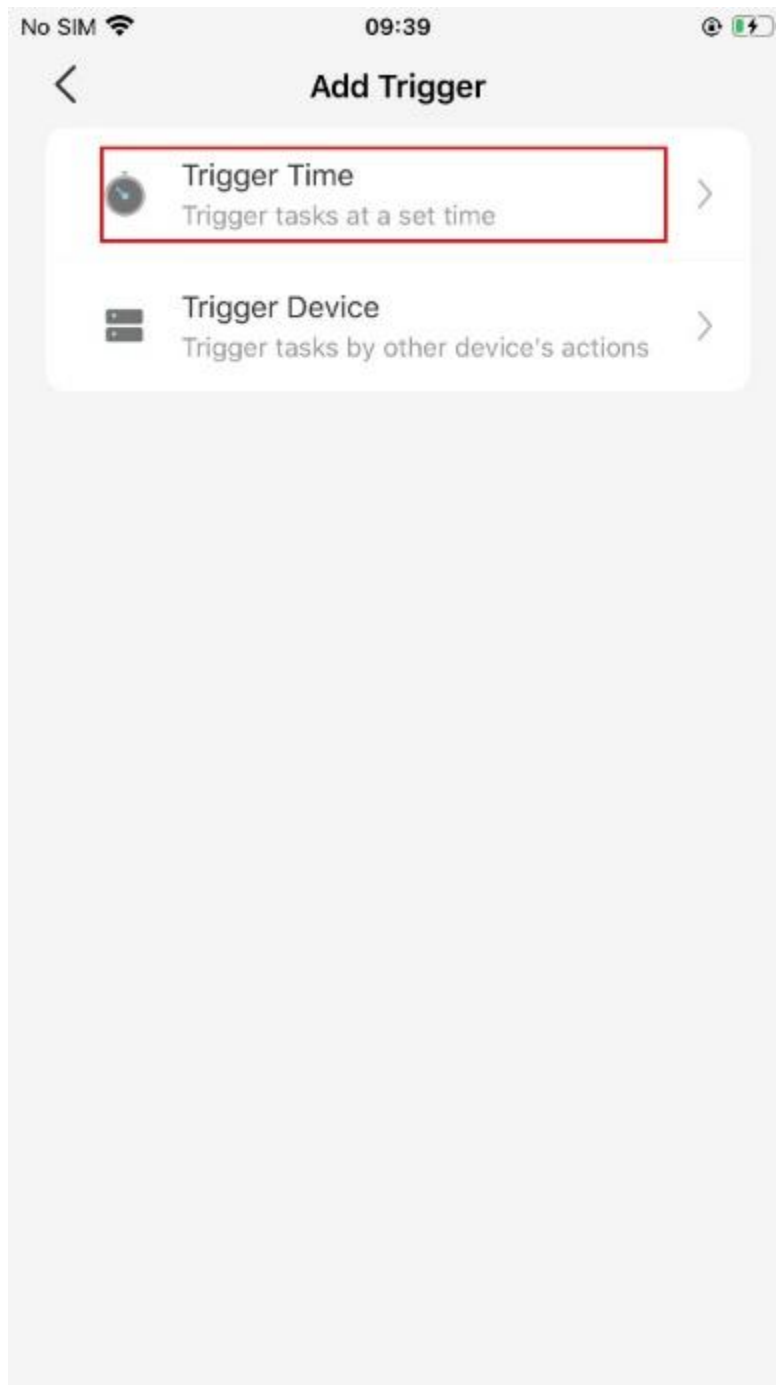 No SIM 09:39
Add Trigger
Trigger Time
Trigger tasks at a set time
Trigger Device
Trigger tasks by other device's actions